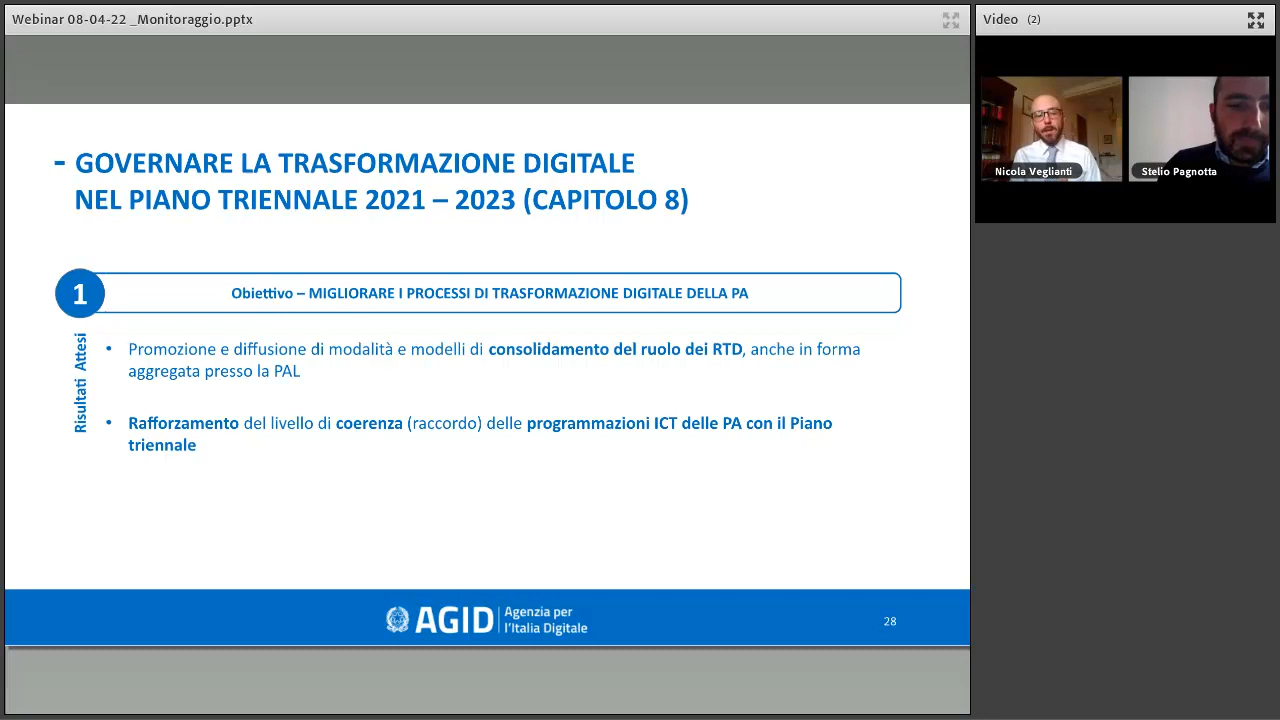 Webinar 08-04-22 _Monitoraggio.pptx
Video (2)
Nicola Veglianti
Stelio Pagnotta
- GOVERNARE LA TRASFORMAZIONE DIGITALE
NEL PIANO TRIENNALE 2021 – 2023 (CAPITOLO 8)
1
Obiettivo – MIGLIORARE I PROCESSI DI TRASFORMAZIONE DIGITALE DELLA PA
Risultati Attesi
• Promozione e diffusione di modalità e modelli di consolidamento del ruolo dei RTD, anche in forma
aggregata presso la PAL
• Rafforzamento del livello di coerenza (raccordo) delle programmazioni ICT delle PA con il Piano
triennale
AGID
Agenzia per
l'Italia Digitale
28